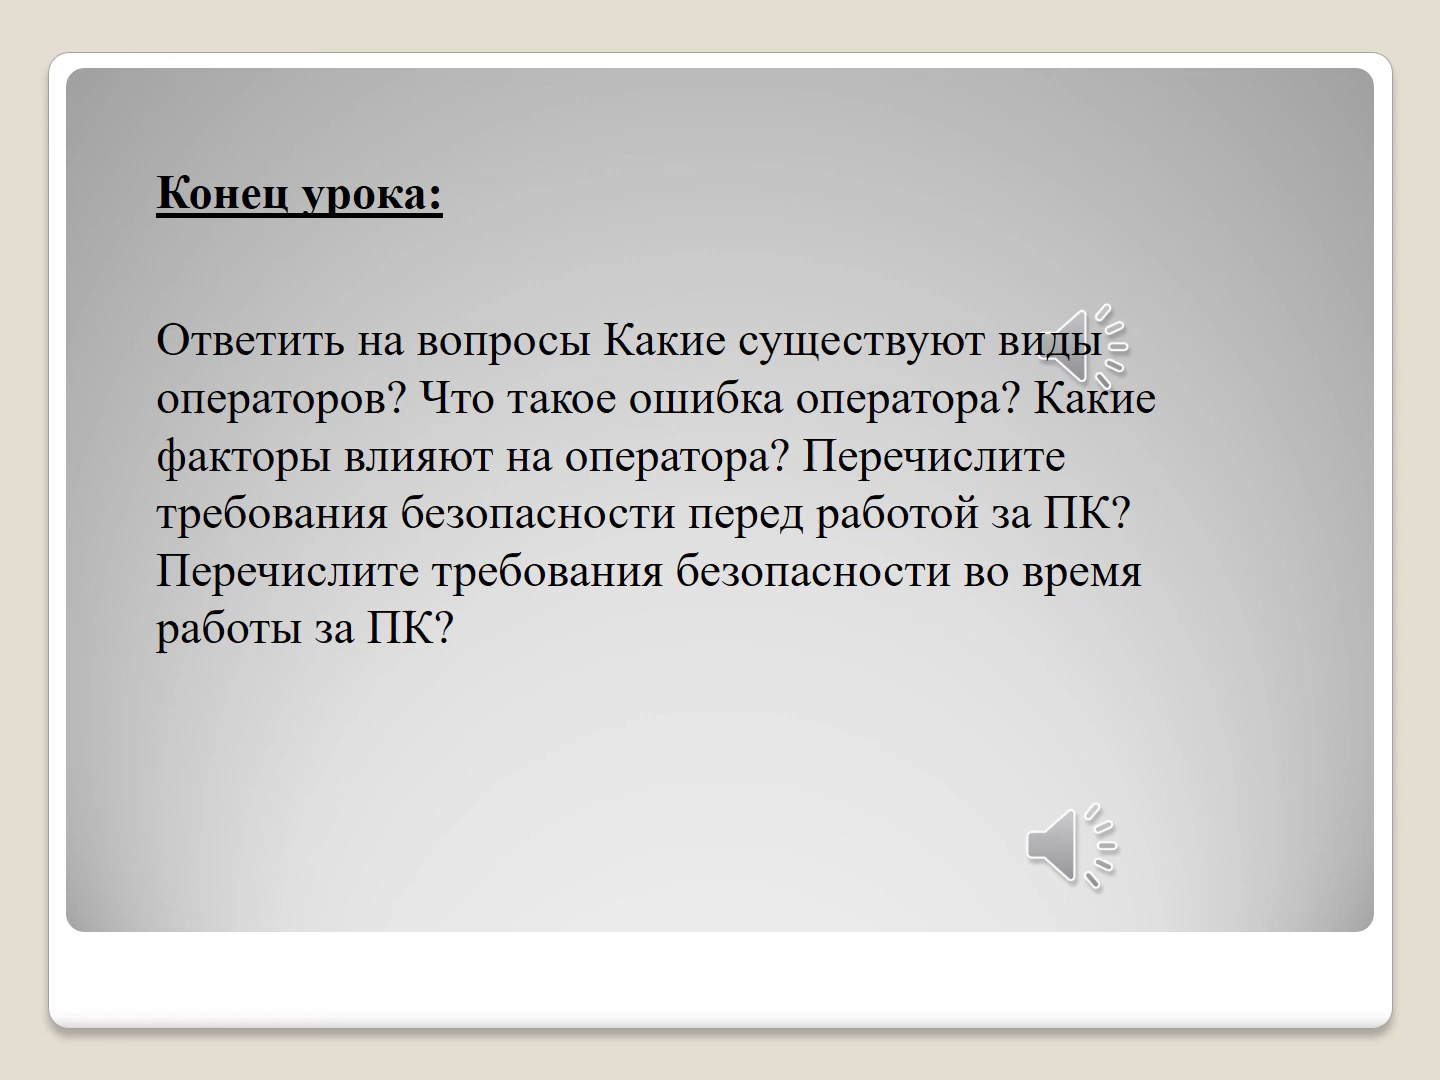 Конец урока:
Ответить на вопросы Какие существуют виды
операторов? Что такое ошибка оператора? Какие
факторы влияют на оператора? Перечислите
требования безопасности перед работой за ПК?
Перечислите требования безопасности во время
работы за ПК?